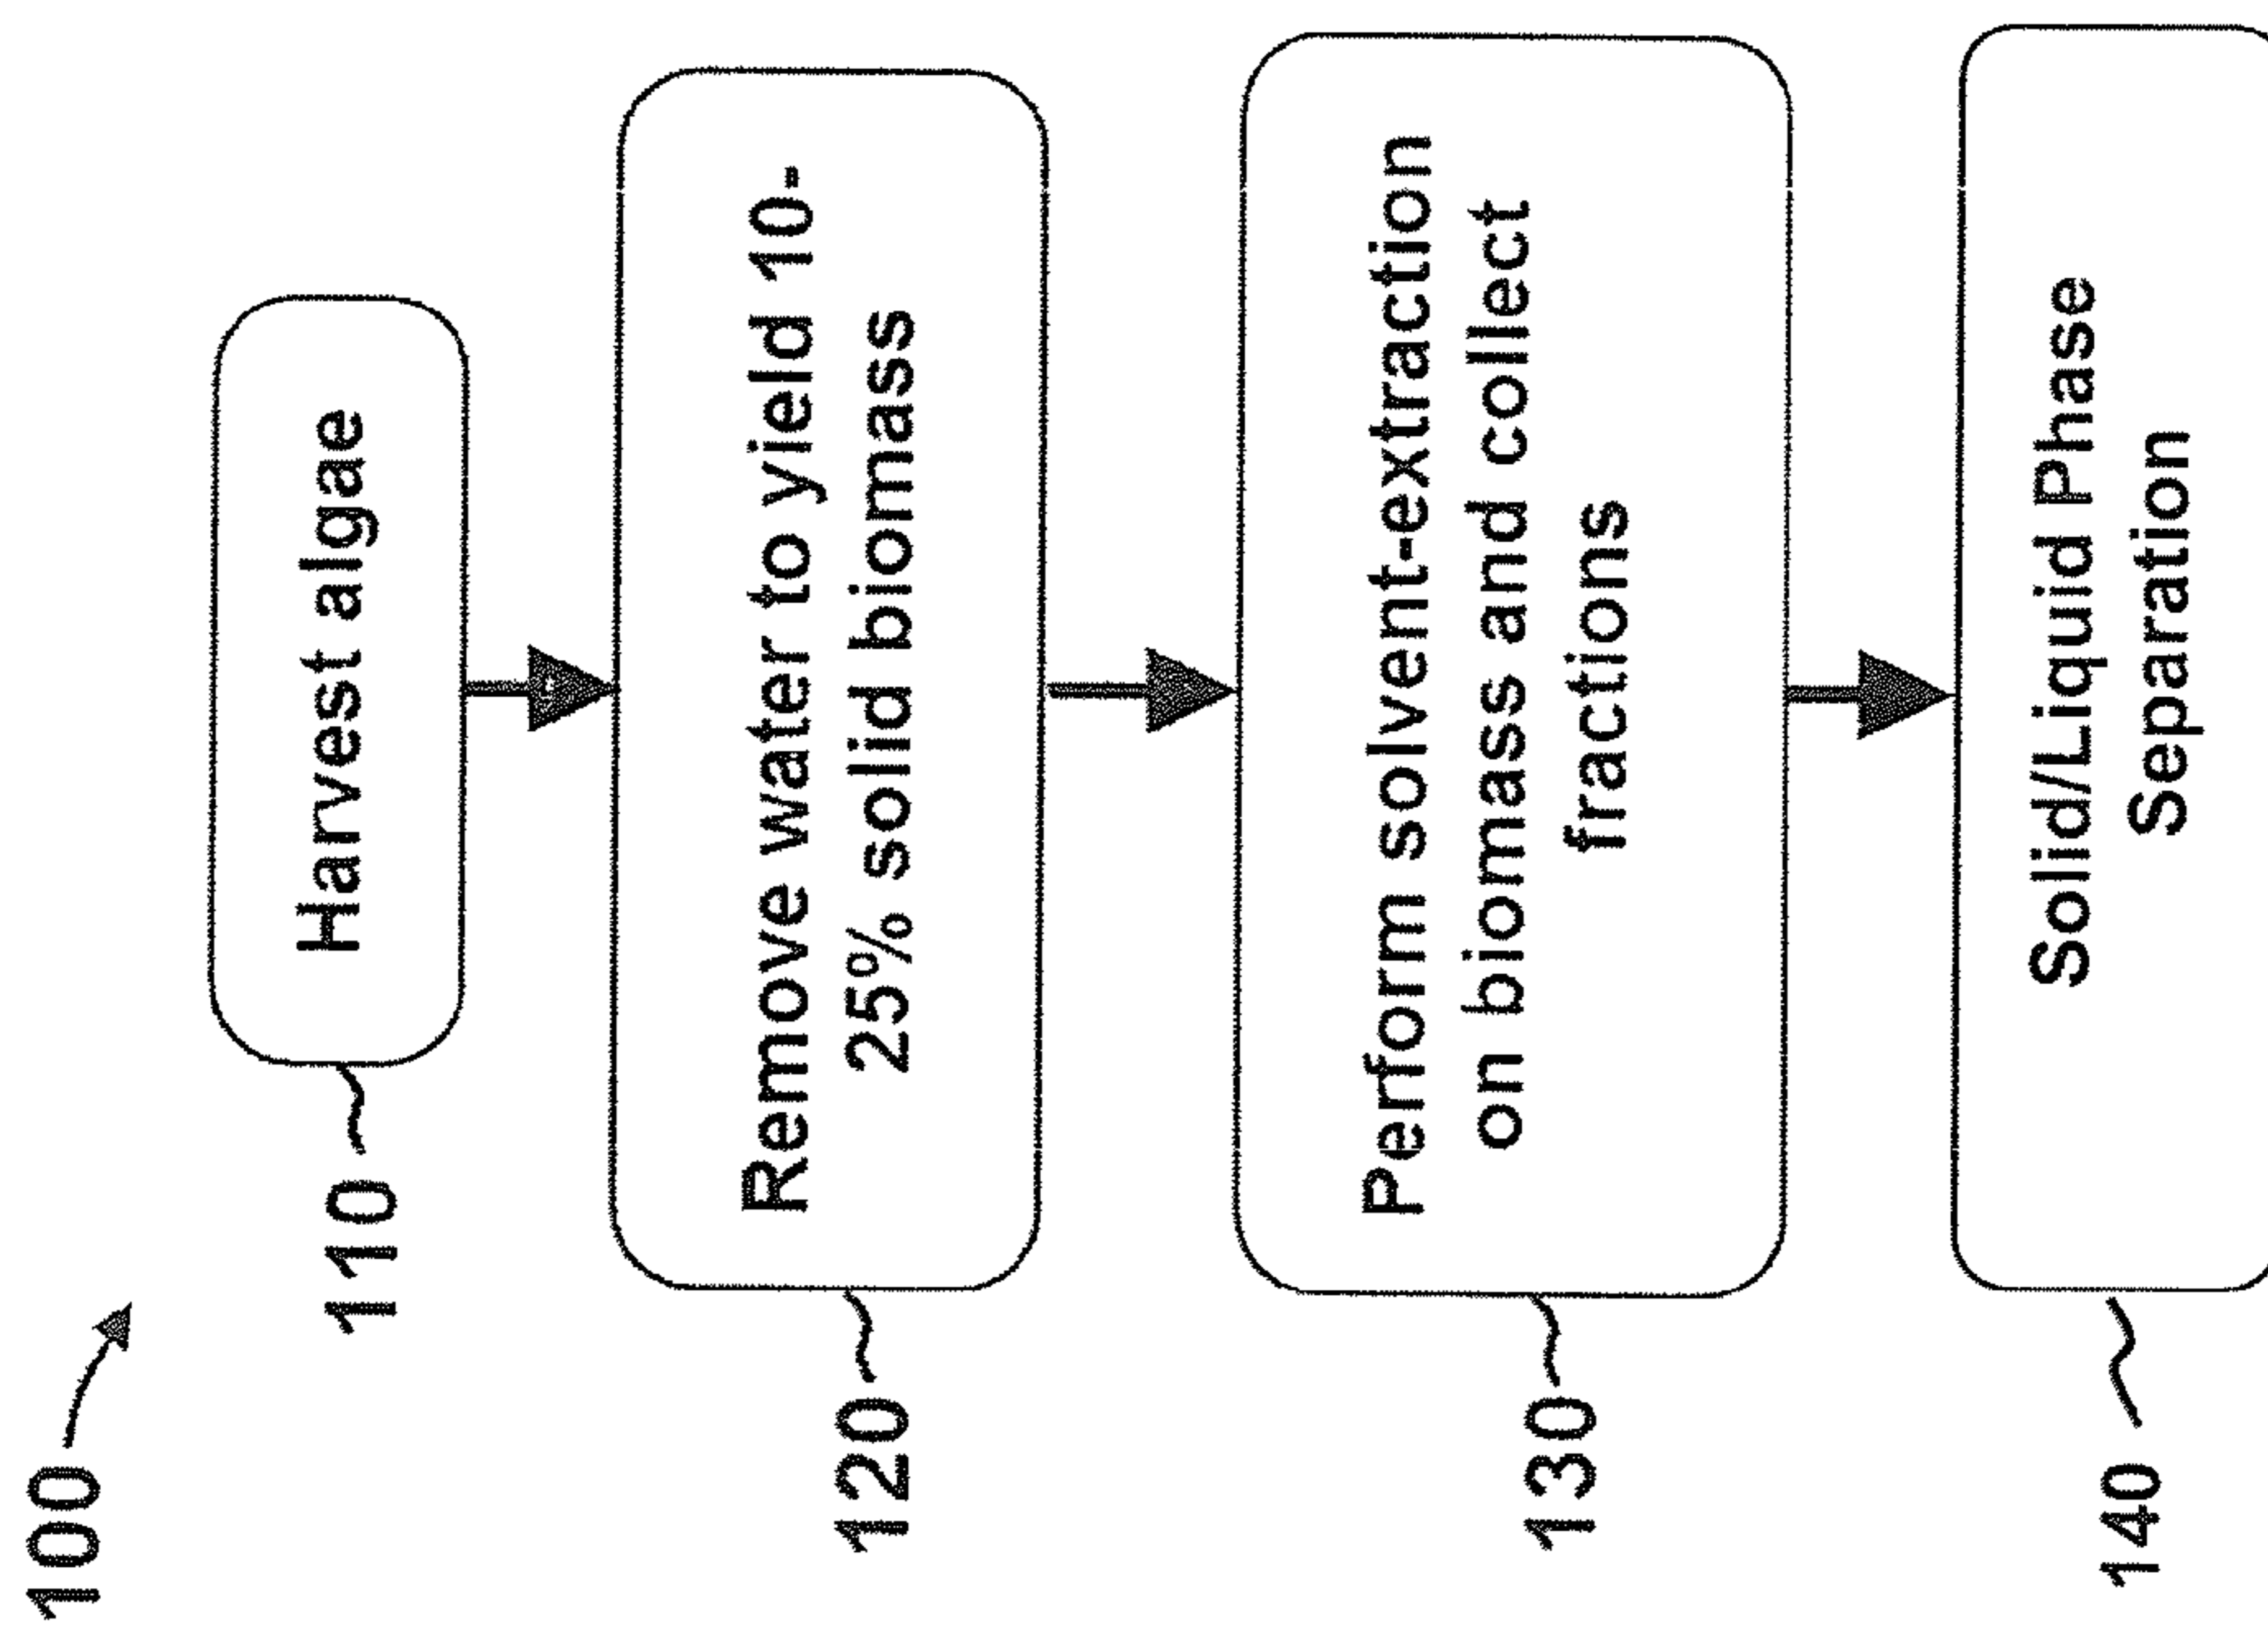 100
110
Harvest algae
120
Remove water to yield 10-
25% solid biomass
130
Perform solvent-extraction
on biomass and collect
fractions
140
Solid/Liquid Phase
Separation